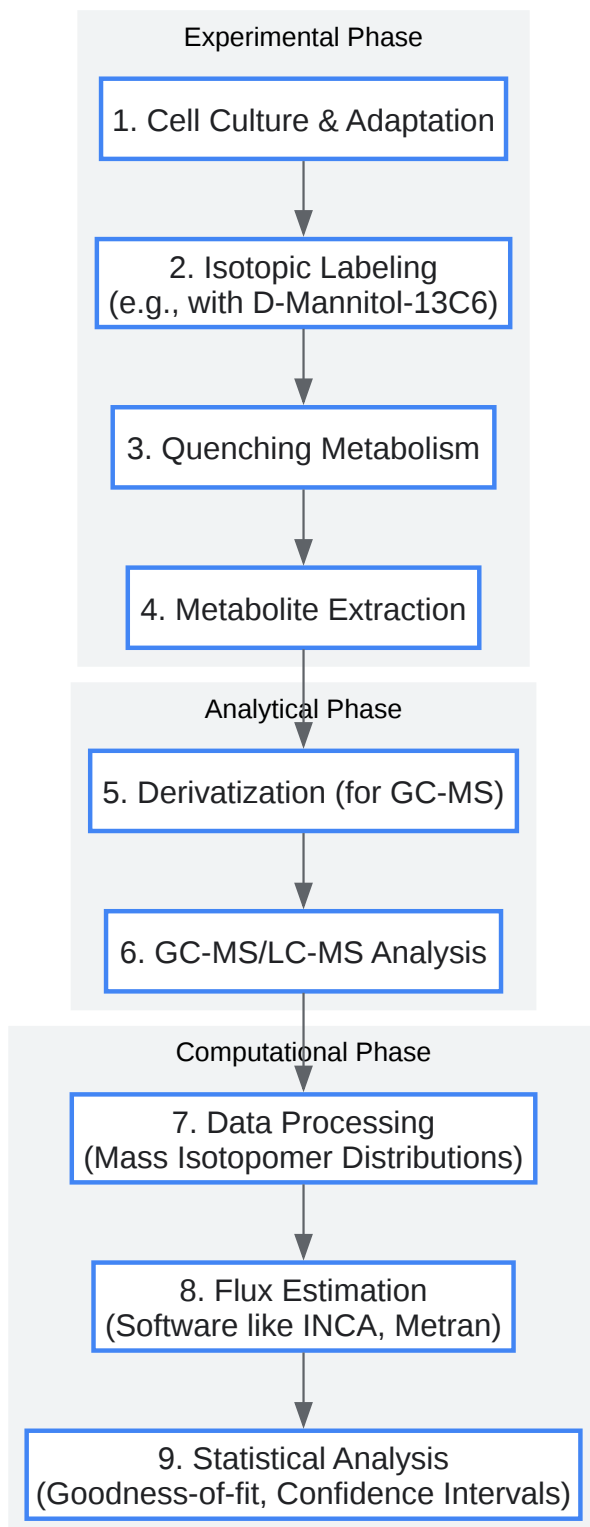 Experimental Phase
1. Cell Culture & Adaptation
2. Isotopic Labeling
(e.g., with D-Mannitol-13C6)
3. Quenching Metabolism
4. Metabolite Extraction
Analytical Phase
5. Derivatization (for GC-MS)
6. GC-MS/LC-MS Analysis
Computational Phase
7. Data Processing
(Mass Isotopomer Distributions)
8. Flux Estimation
(Software like INCA, Metran)
9. Statistical Analysis
(Goodness-of-fit, Confidence Intervals)